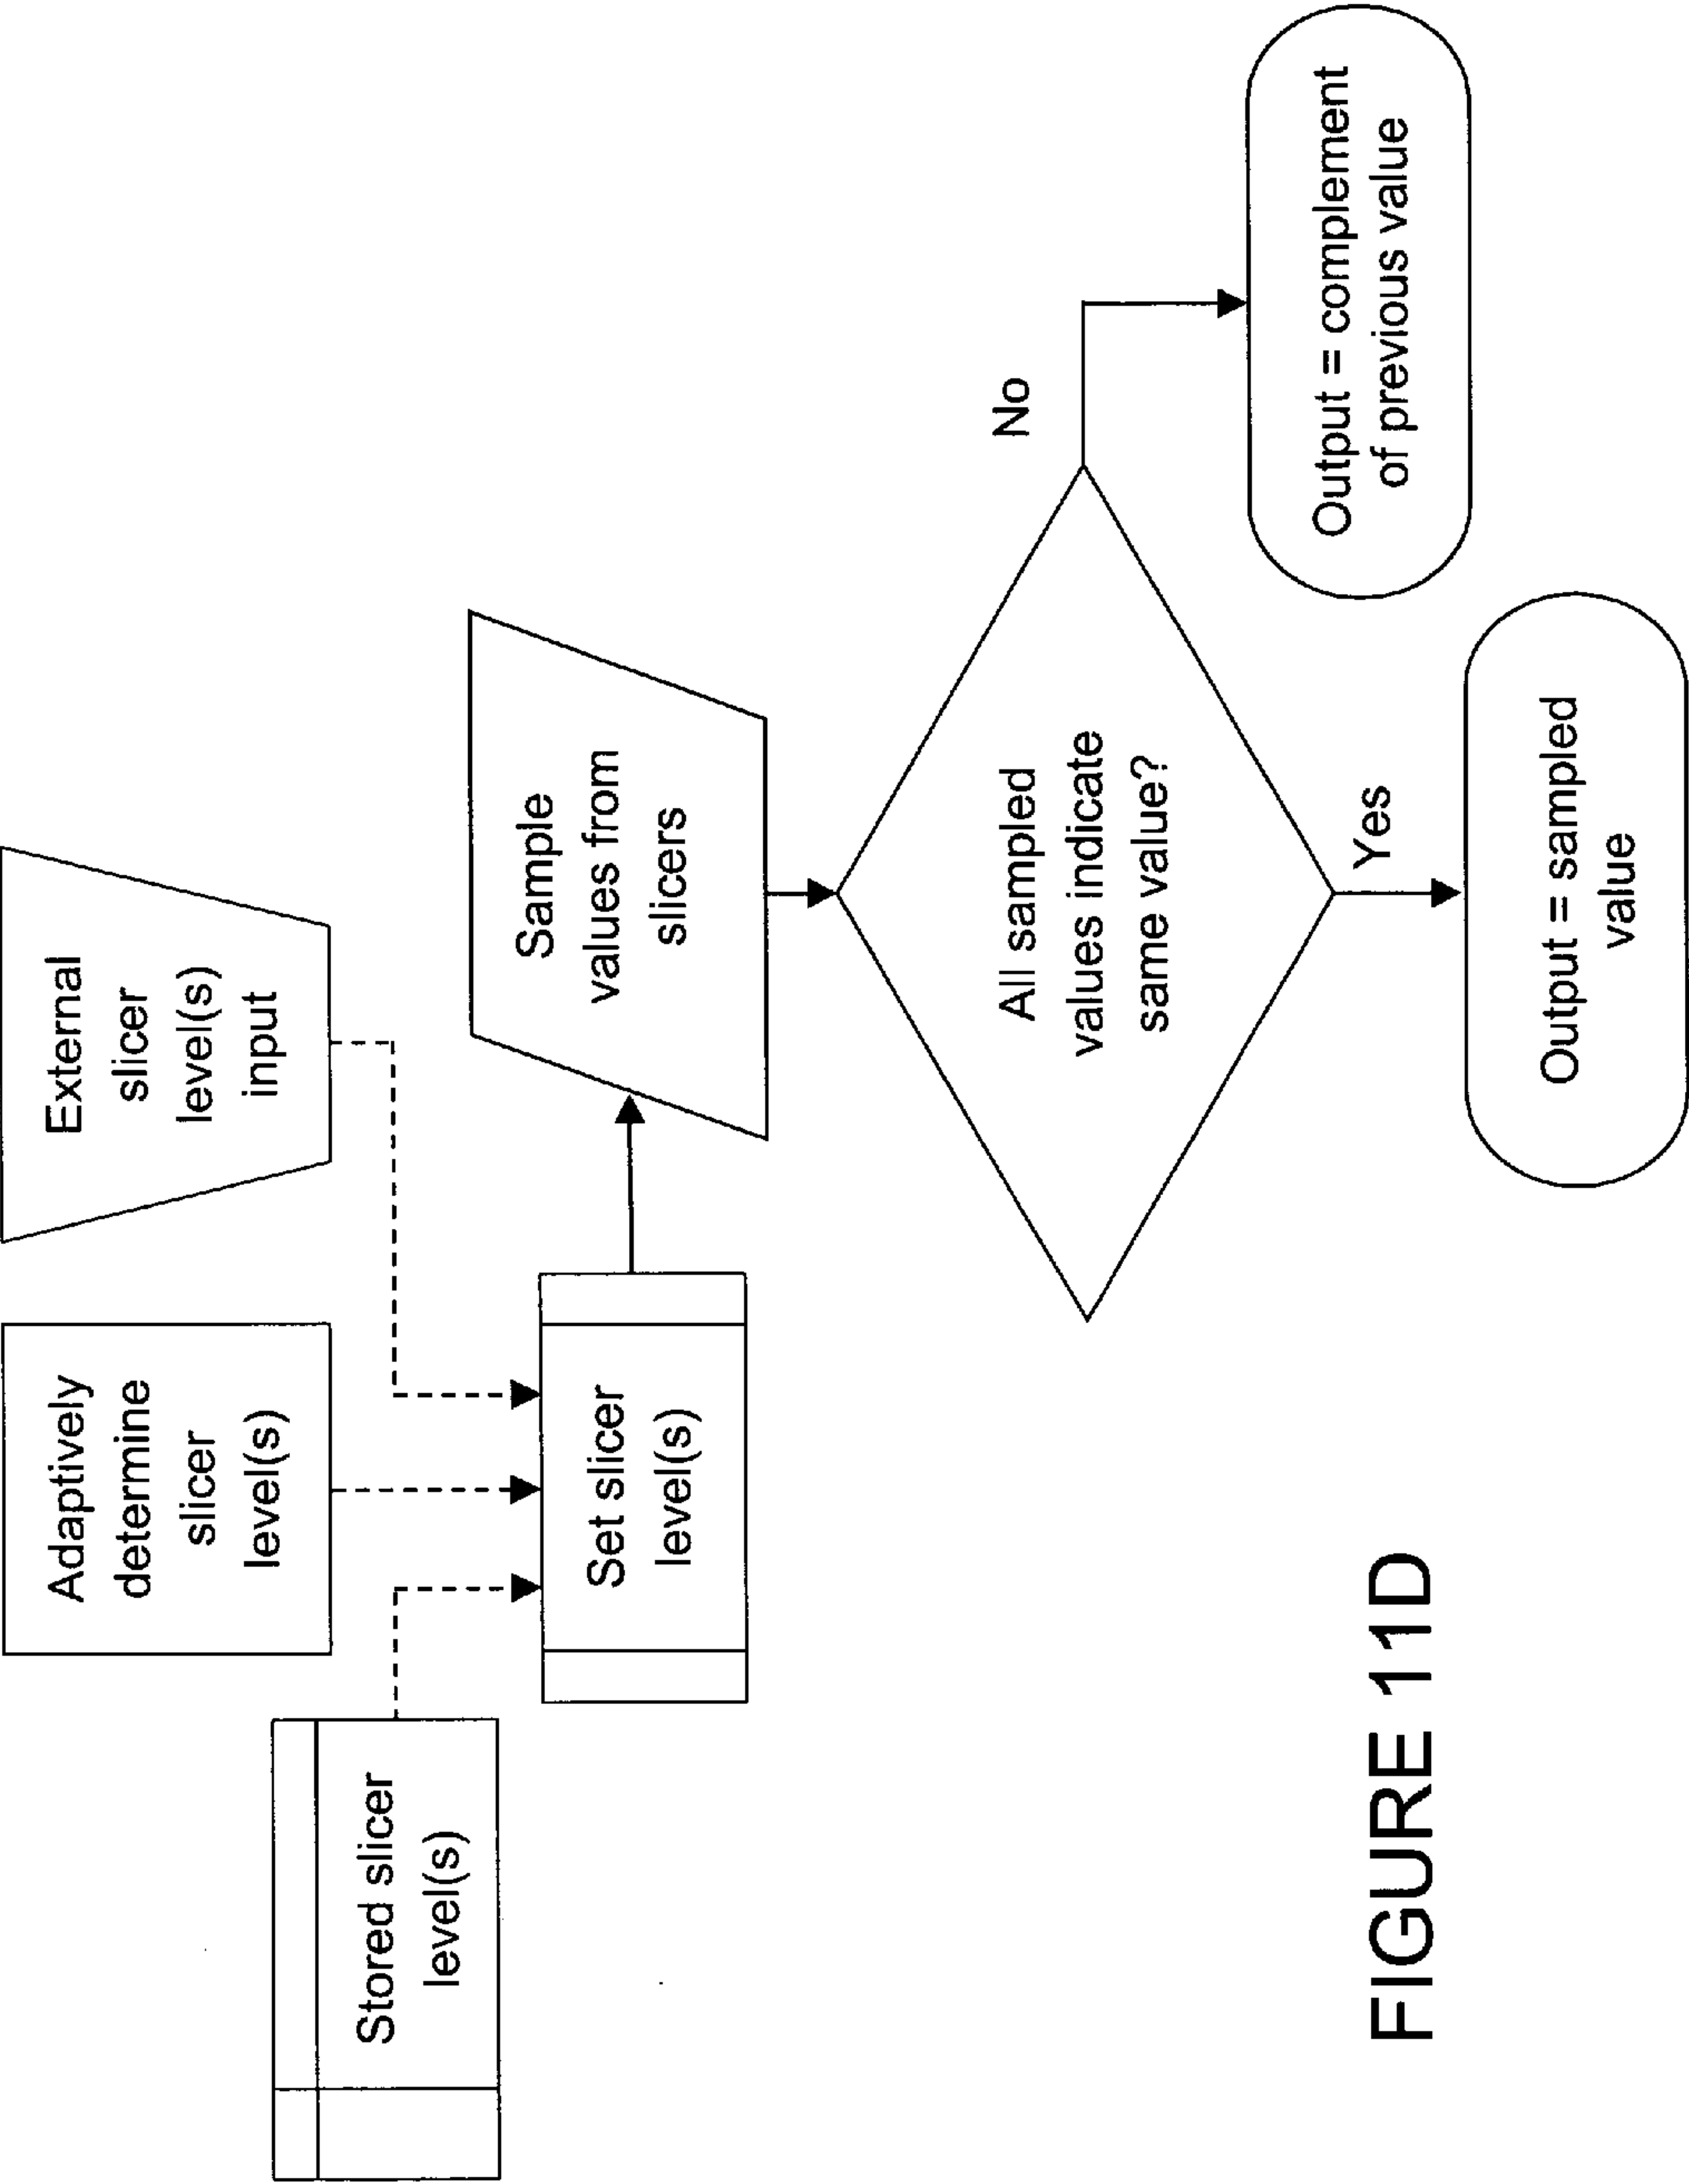 Stored slicer
level(s)
Adaptively
determine
slicer
level(s)
External
slicer
level(s)
input
Set slicer
level(s)
Sample
values from
slicers
All sampled
values indicate
same value?
No
Yes
Output = complement
of previous value
Output = sampled
value
FIGURE 11D